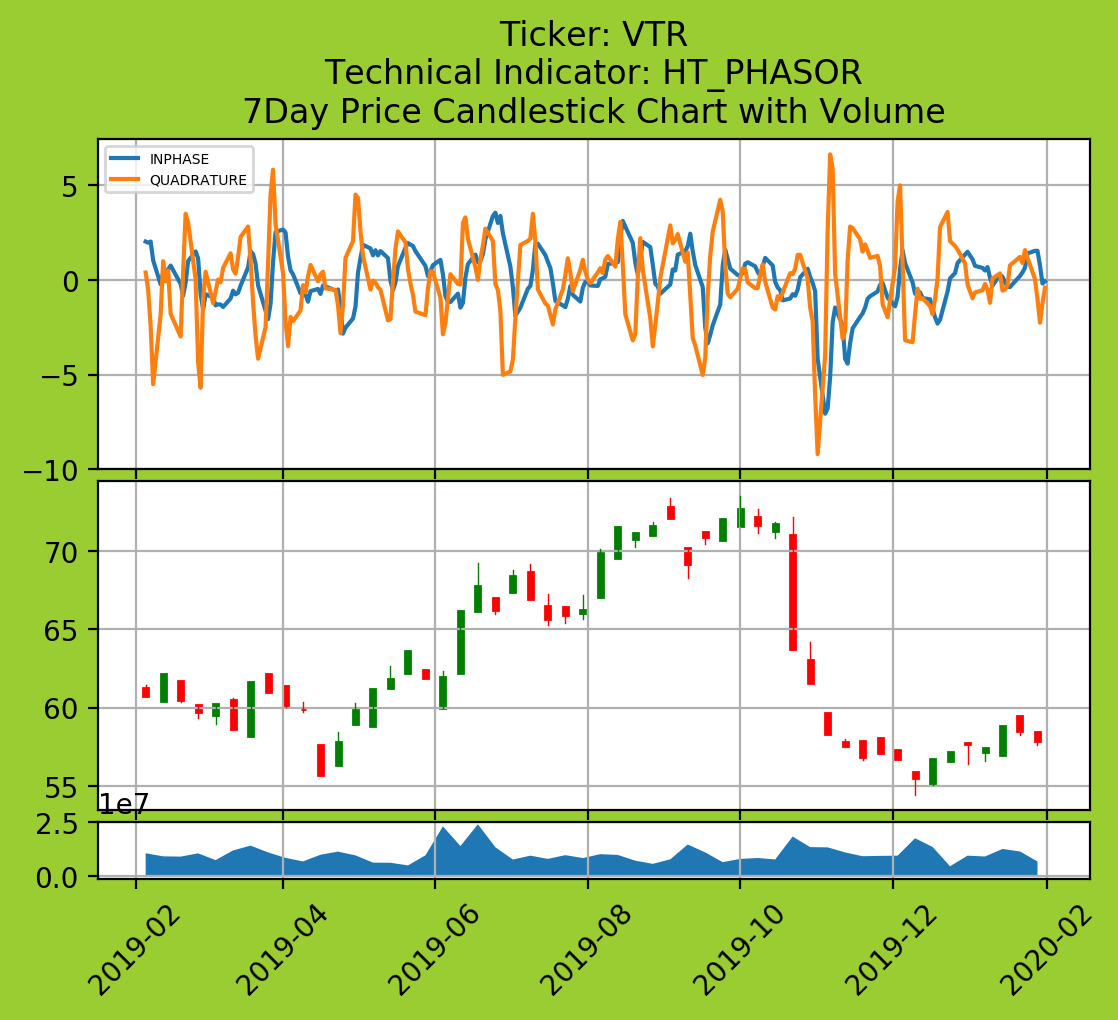 Ticker: VTR
Technical Indicator: HT_PHASOR
7Day Price Candlestick Chart with Volume
INPHASE
QUADRATURE
5
0
−5
−10
70
65
60
55
1e7
2.5
0.0
2019-02
2019-04
2019-06
2019-08
2019-10
2019-12
2020-02